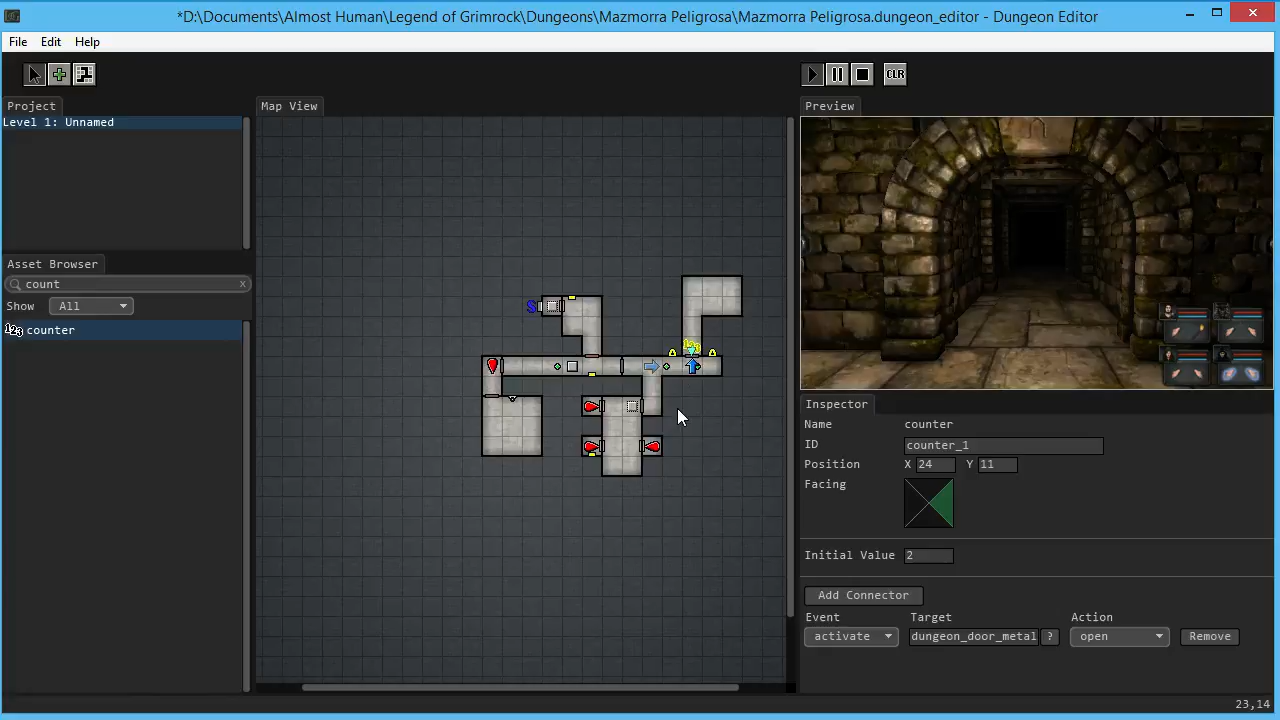 *D:\Documents\Almost Human\Legend of Grimrock\Dungeons\Mazmorra Peligrosa\Mazmorra Peligrosa.dungeon_editor - Dungeon Editor
File Edit Help
CLR
Project
Map View
Preview
Level 1: Unnamed
Asset Browser
count x
Show All
123 counter
S
Inspector
Name counter
ID counter_1
Position X 24 Y 11
Facing
Initial Value 2
Add Connector
Event Target Action
activate dungeon_door_metal ? open Remove
23,14